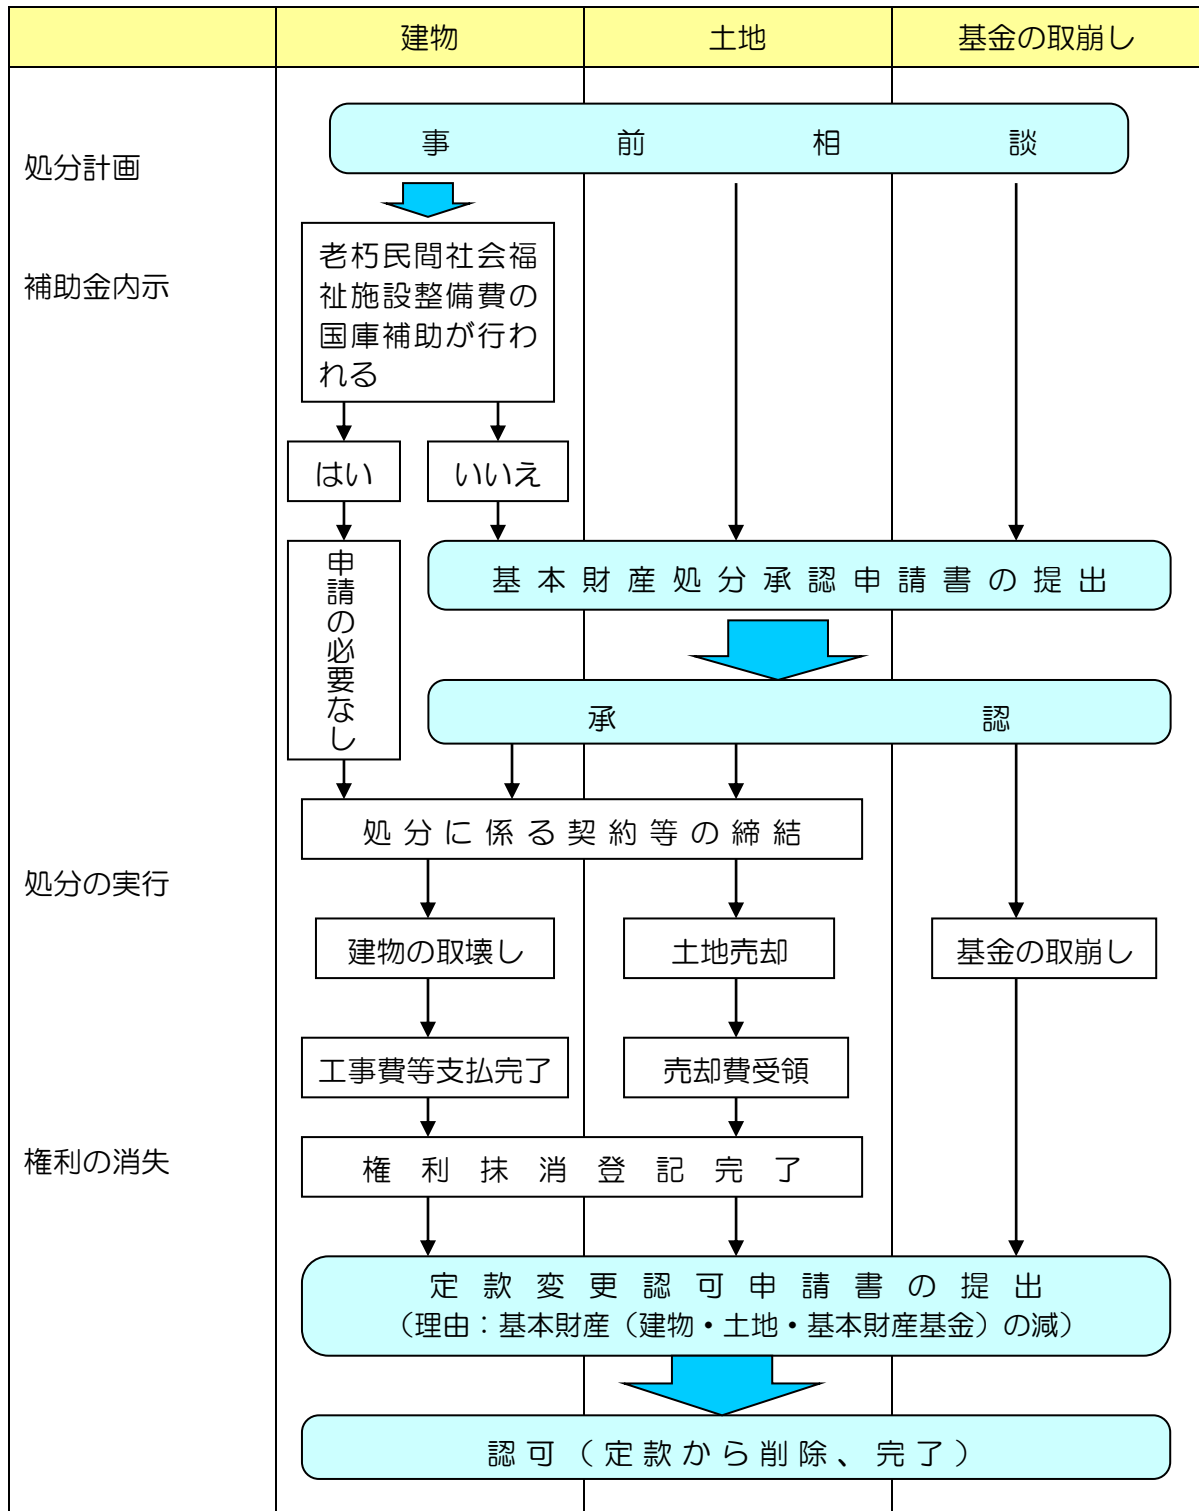 建物
土地
基金の取崩し
処分計画
事前相談
補助金内示
老朽民間社会福
祉施設整備費の
国庫補助が行わ
れる
はい
いいえ
申請の必要なし
基本財産処分承認申請書の提出
承認
処分に係る契約等の締結
処分の実行
建物の取壊し
土地売却
基金の取崩し
工事費等支払完了
売却費受領
権利の消失
権利抹消登記完了
定款変更認可申請書の提出
（理由：基本財産（建物・土地・基本財産基金）の減）
認可（定款から削除、完了）